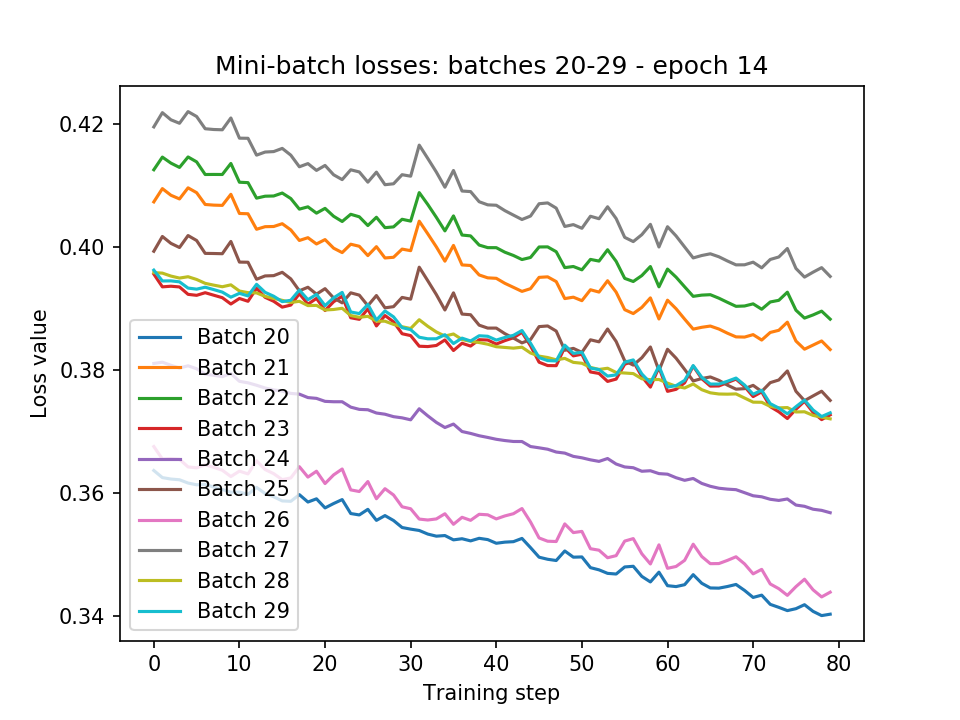 Mini-batch losses: batches 20-29 - epoch 14
0.42
0.40
0.38
0.36
0.34
Loss value
Batch 20
Batch 21
Batch 22
Batch 23
Batch 24
Batch 25
Batch 26
Batch 27
Batch 28
Batch 29
0 10 20 30 40 50 60 70 80
Training step